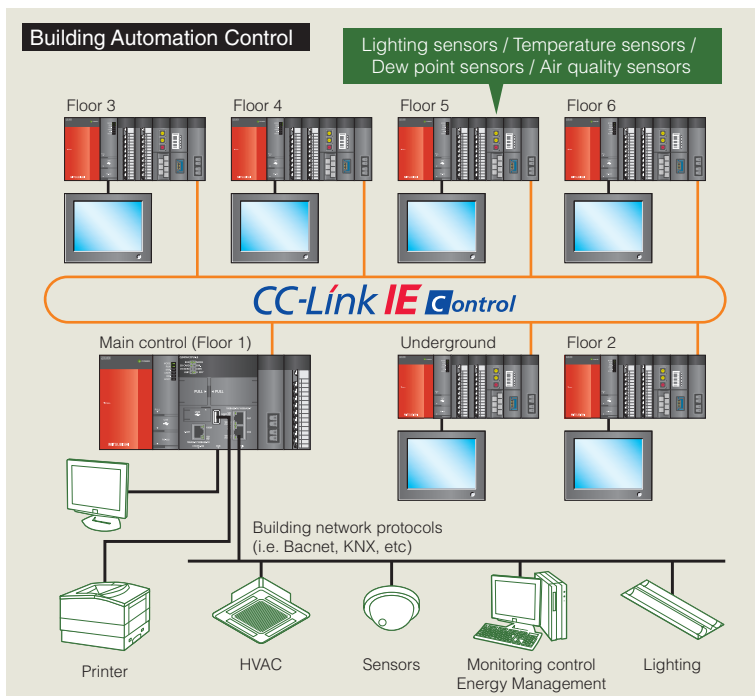 Building Automation Control
Lighting sensors / Temperature sensors /
Dew point sensors / Air quality sensors
Floor 3
Floor 4
Floor 5
Floor 6
CC-Link IE Control
Main control (Floor 1)
Underground
Floor 2
PULL
PULL
Building network protocols
(i.e. Bacnet, KNX, etc)
Printer
HVAC
Sensors
Monitoring control
Energy Management
Lighting